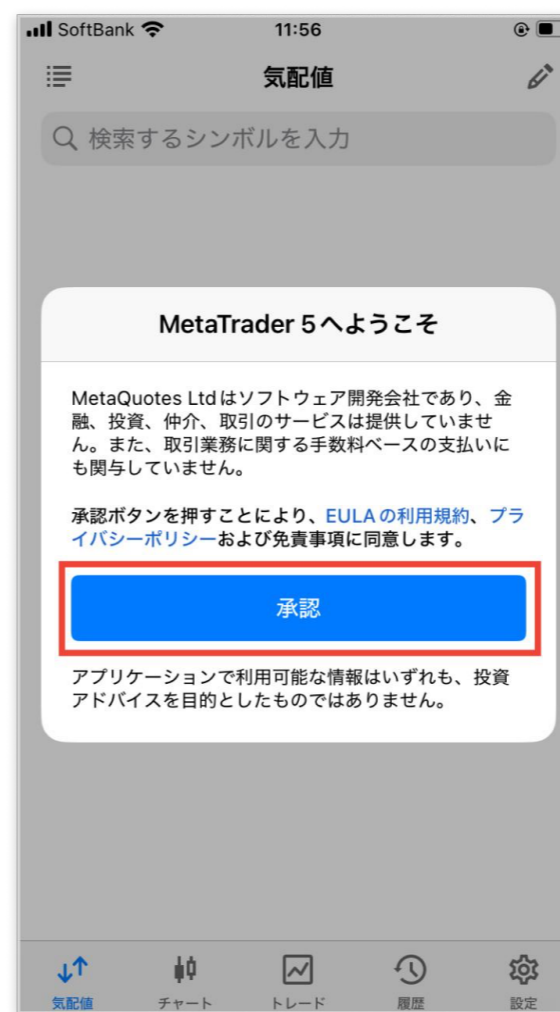 SoftBank 11:56
気配値
検索するシンボルを入力
MetaTrader 5へようこそ
MetaQuotes Ltdはソフトウェア開発会社であり、金
融、投資、仲介、取引のサービスは提供していませ
ん。また、取引業務に関する手数料ベースの支払いに
も関与していません。
承認ボタンを押すことにより、EULAの利用規約、プラ
イバシーポリシーおよび免責事項に同意します。
承認
アプリケーションで利用可能な情報はいずれも、投資
アドバイスを目的としたものではありません。
気配値 チャート トレード 履歴 設定